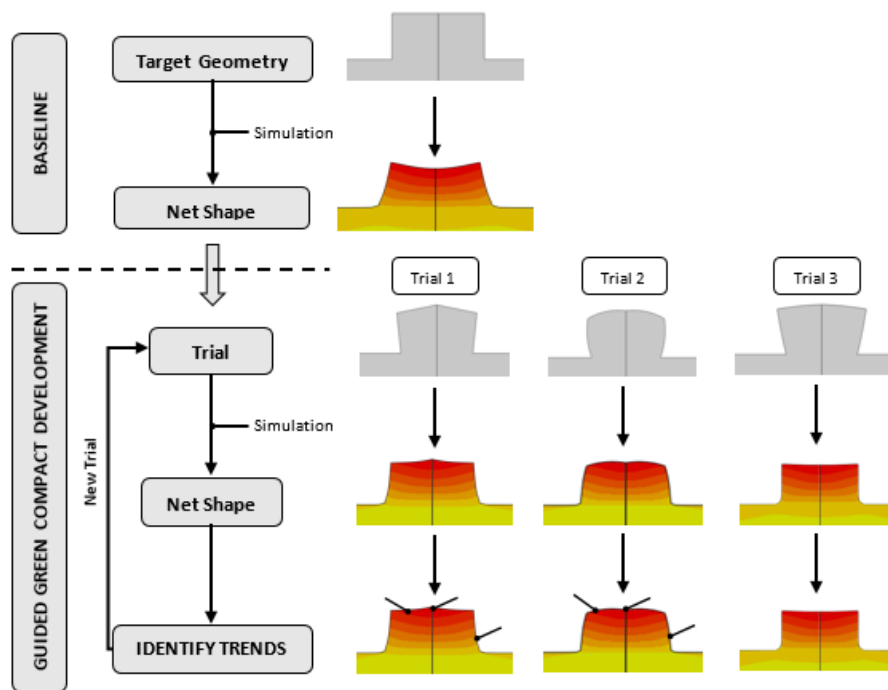 BASELINE
Target Geometry
Simulation
Net Shape
GUIDED GREEN COMPACT DEVELOPMENT
New Trial
Trial
Simulation
Net Shape
IDENTIFY TRENDS
Trial 1
Trial 2
Trial 3